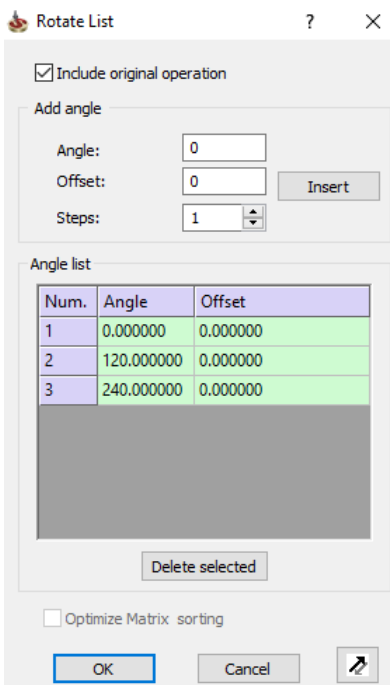 Rotate List ?
Include original operation
Add angle
Angle: 0
Offset: 0
Insert
Steps: 1
Angle list
Num. Angle Offset
1 0.000000 0.000000
2 120.000000 0.000000
3 240.000000 0.000000
Delete selected
Optimize Matrix sorting
OK Cancel